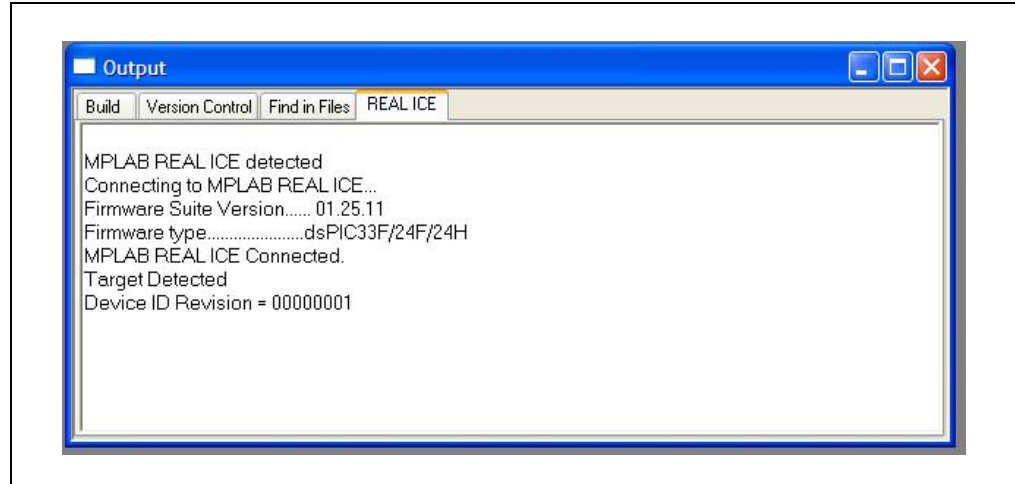 Output
Build Version Control Find in Files REAL ICE
MPLAB REAL ICE detected
Connecting to MPLAB REAL ICE...
Firmware Suite Version...... 01.25.11
Firmware type......................dsPIC33F/24F/24H
MPLAB REAL ICE Connected.
Target Detected
Device ID Revision = 00000001